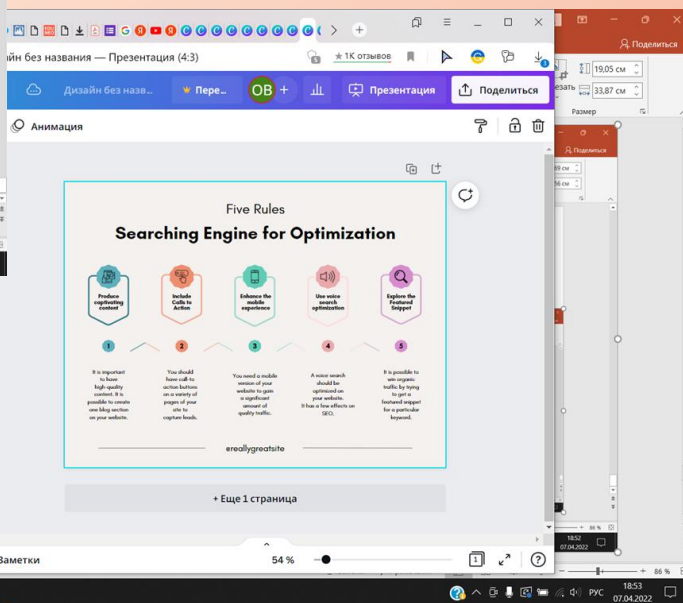 йн без названия — Презентация (4:3)
1K отзывов
Дизайн без назв...
Пере...
OB
+
Презентация
Поделиться
Анимация
Five Rules
Searching Engine for Optimization
Produce
captivating
content
Include
Calls to
Action
Enhance the
mobile
experience
Use voice
search
optimization
Explore the
Featured
Snippet
1
2
3
4
5
It is important
to have
high-quality
content. It is
possible to create
one blog section
on your website.
You should
have call-to
action buttons
on a variety of
pages of your
site to
capture leads.
You need a mobile
version of your
website to gain
a significant
amount of
quality traffic.
A voice search
should be
optimized on
your website.
It has a few effects on
SEO.
It is possible to
win organic
traffic by trying
to get a
featured snippet
for a particular
keyword.
ereallygreatsite
+ Еще 1 страница
Заметки
54 %
1
Поделиться
19,05 см
езать
33,87 см
Размер
Поделиться
86 %
18:52
07.04.2022
86 %
РУС
18:53
07.04.2022